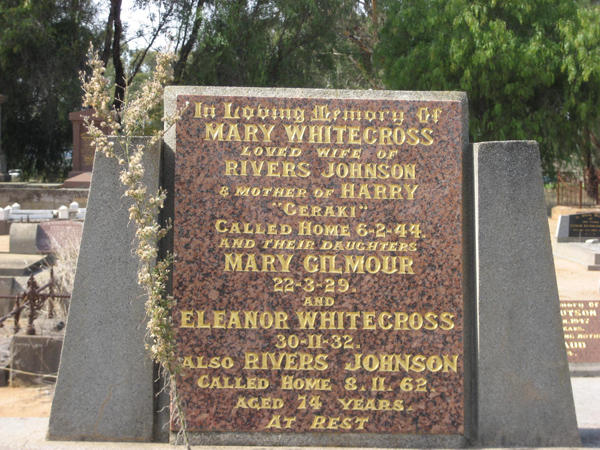 In Loving Memory Of
MARY WHITECROSS
LOVED WIFE OF
RIVERS JOHNSON
& MOTHER OF HARRY
"GERAKI"
CALLED HOME 6-2-44.
AND THEIR DAUGHTERS
MARY GILMOUR
22-3-29.
AND
ELEANOR WHITECROSS
30-11-32.
ALSO RIVERS JOHNSON
CALLED HOME 8.11.62.
AGED 74 YEARS.
AT REST